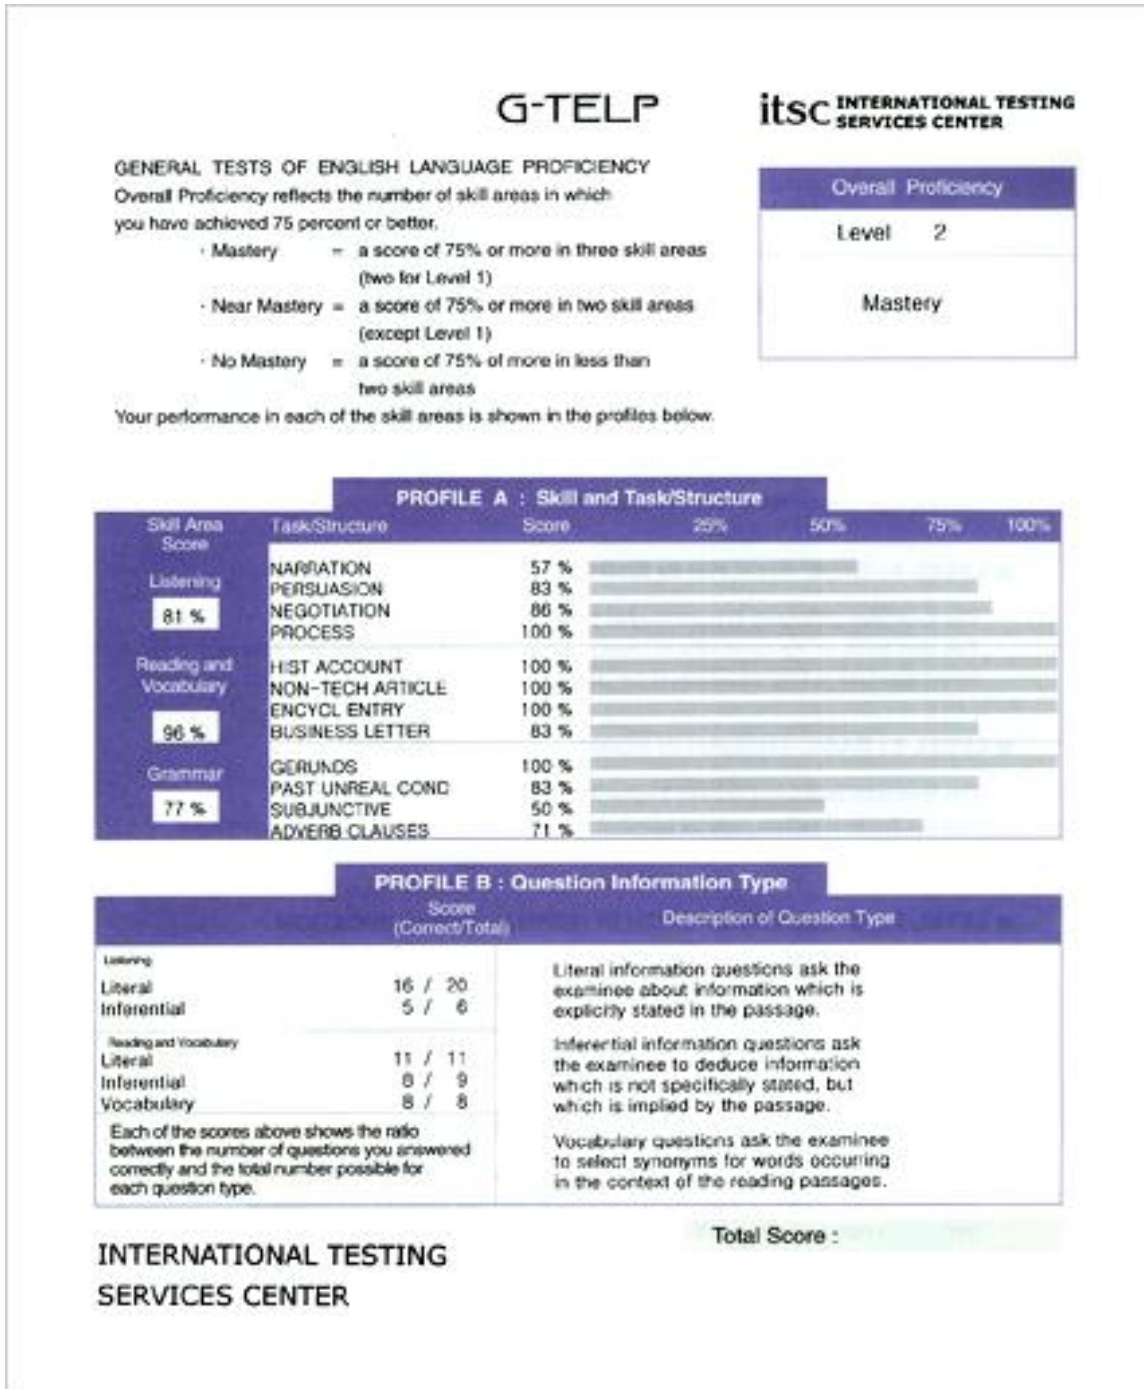 G-TELP
itsc INTERNATIONAL TESTING
SERVICES CENTER
GENERAL TESTS OF ENGLISH LANGUAGE PROFICIENCY
Overall Proficiency reflects the number of skill areas in which
you have achieved 75 percent or better.
· Mastery = a score of 75% or more in three skill areas
(two for Level 1)
· Near Mastery = a score of 75% or more in two skill areas
(except Level 1)
· No Mastery = a score of 75% of more in less than
two skill areas
Your performance in each of the skill areas is shown in the profiles below.
Overall Proficiency
Level 2
Mastery
PROFILE A : Skill and Task/Structure
Skill Area Task/Structure Score 25% 50% 75% 100%
Score
Listening
81 %
NARRATION 57 %
PERSUASION 83 %
NEGOTIATION 86 %
PROCESS 100 %
Reading and
Vocabulary
96 %
HIST ACCOUNT 100 %
NON-TECH ARTICLE 100 %
ENCYCL ENTRY 100 %
BUSINESS LETTER 83 %
Grammar
77 %
GERUNDS 100 %
PAST UNREAL COND 83 %
SUBJUNCTIVE 50 %
ADVERB CLAUSES 71 %
PROFILE B : Question Information Type
Score
(Correct/Total)
Description of Question Type
Listening
Literal 16 / 20
Inferential 5 / 6
Reading and Vocabulary
Literal 11 / 11
Inferential 8 / 9
Vocabulary 8 / 8
Each of the scores above shows the ratio
between the number of questions you answered
correctly and the total number possible for
each question type.
Literal information questions ask the
examinee about information which is
explicitly stated in the passage.
Inferential information questions ask
the examinee to deduce information
which is not specifically stated, but
which is implied by the passage.
Vocabulary questions ask the examinee
to select synonyms for words occurring
in the context of the reading passages.
Total Score :
INTERNATIONAL TESTING
SERVICES CENTER